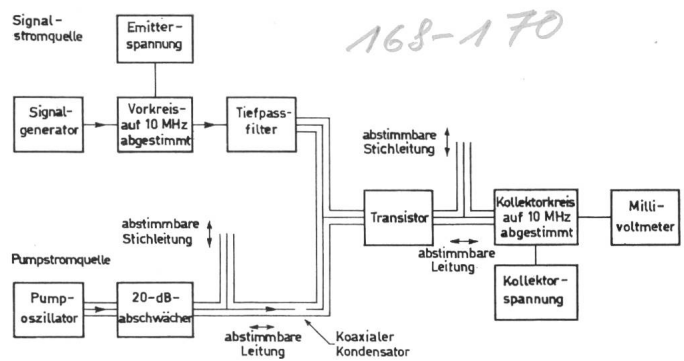 168-170
Signal-
stromquelle
Emitter-
spannung
Signal-
generator
Vorkreis-
auf 10 MHz
abgestimmt
Tiefpass-
filter
abstimmbare
Stichleitung
Transistor
Kollektorkreis
auf 10 MHz
abgestimmt
Milli-
voltmeter
abstimmbare
Leitung
Kollektor-
spannung
abstimmbare
Stichleitung
Pumpstromquelle
Pump-
oszillator
20-dB-
abschwächer
abstimmbare
Leitung
Koaxialer
Kondensator